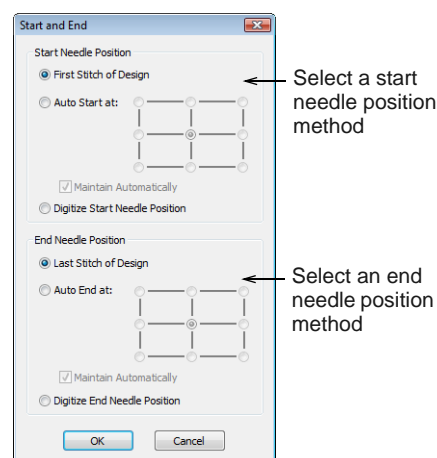 Start and End
Start Needle Position
First Stitch of Design
Auto Start at:
Maintain Automatically
Digitize Start Needle Position
Select a start
needle position
method
End Needle Position
Last Stitch of Design
Auto End at:
Maintain Automatically
Digitize End Needle Position
Select an end
needle position
method
OK
Cancel